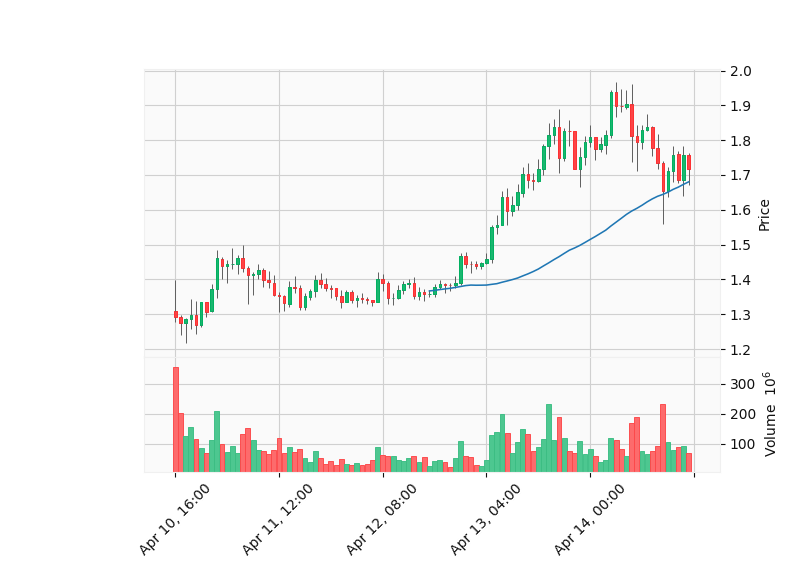 2.0
1.9
1.8
1.7
1.6
1.5
1.4
1.3
1.2
Price
300
200
100
Volume 10^6
Apr 10, 16:00
Apr 11, 12:00
Apr 12, 08:00
Apr 13, 04:00
Apr 14, 00:00